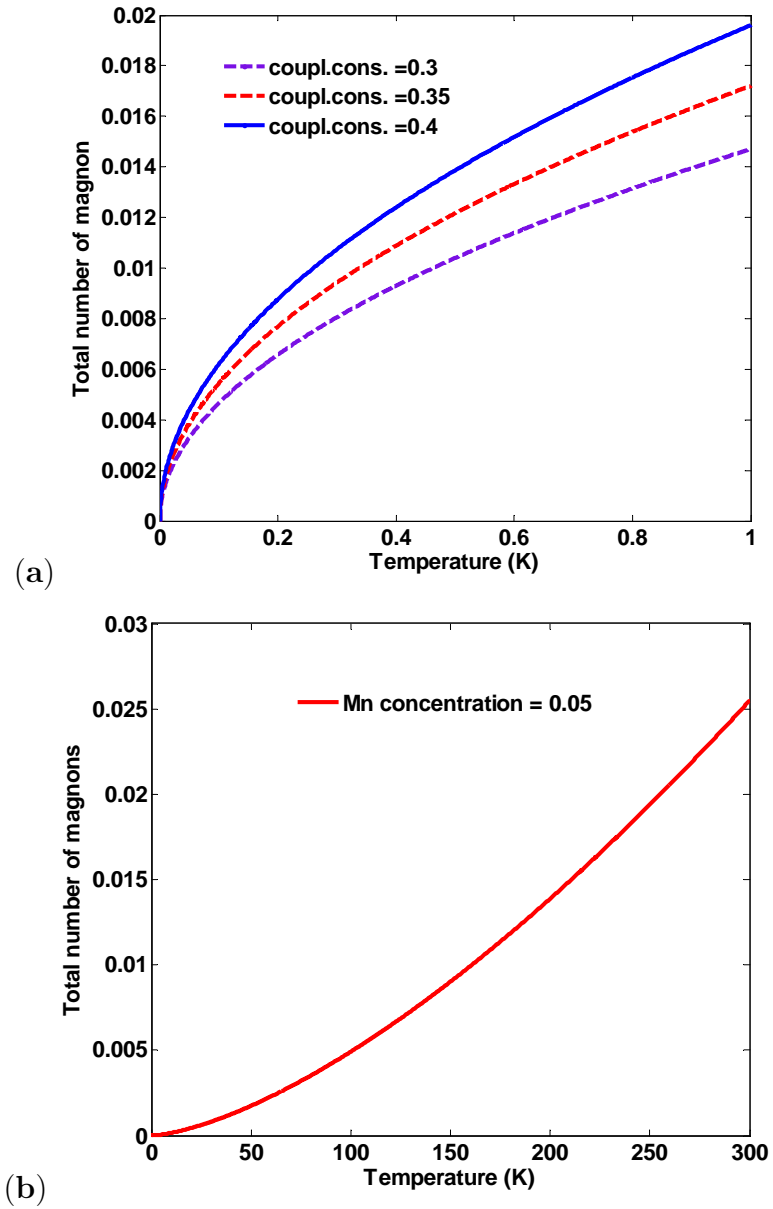 0.02
0.018
0.016
0.014
0.012
0.01
0.008
0.006
0.004
0.002
0
Total number of magnon
coupl.cons. =0.3
coupl.cons. =0.35
coupl.cons. =0.4
0 0.2 0.4 0.6 0.8 1
Temperature (K)
(a)
0.03
0.025
0.02
0.015
0.01
0.005
0
Total number of magnons
Mn concentration = 0.05
0 50 100 150 200 250 300
Temperature (K)
(b)